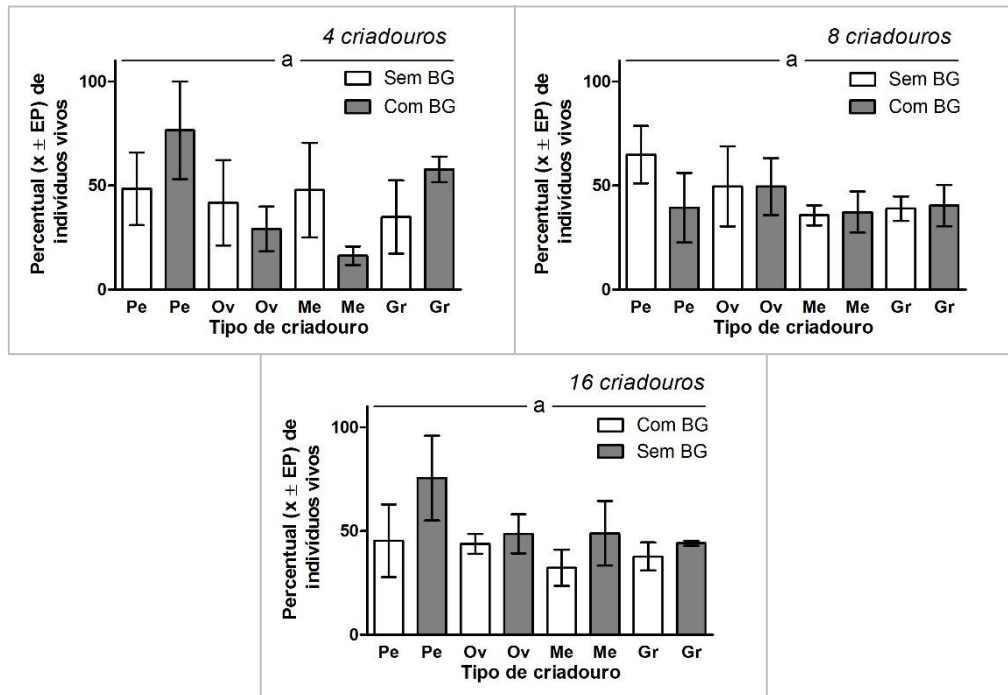 4 criadouros
a
Sem BG
Com BG
Percentual (x ± EP) de
indivíduos vivos
100
50
0
Pe Pe Ov Ov Me Me Gr Gr
Tipo de criadouro
8 criadouros
a
Sem BG
Com BG
Percentual (x ± EP) de
indivíduos vivos
100
50
0
Pe Pe Ov Ov Me Me Gr Gr
Tipo de criadouro
16 criadouros
a
Com BG
Sem BG
Percentual (x ± EP) de
indivíduos vivos
100
50
0
Pe Pe Ov Ov Me Me Gr Gr
Tipo de criadouro